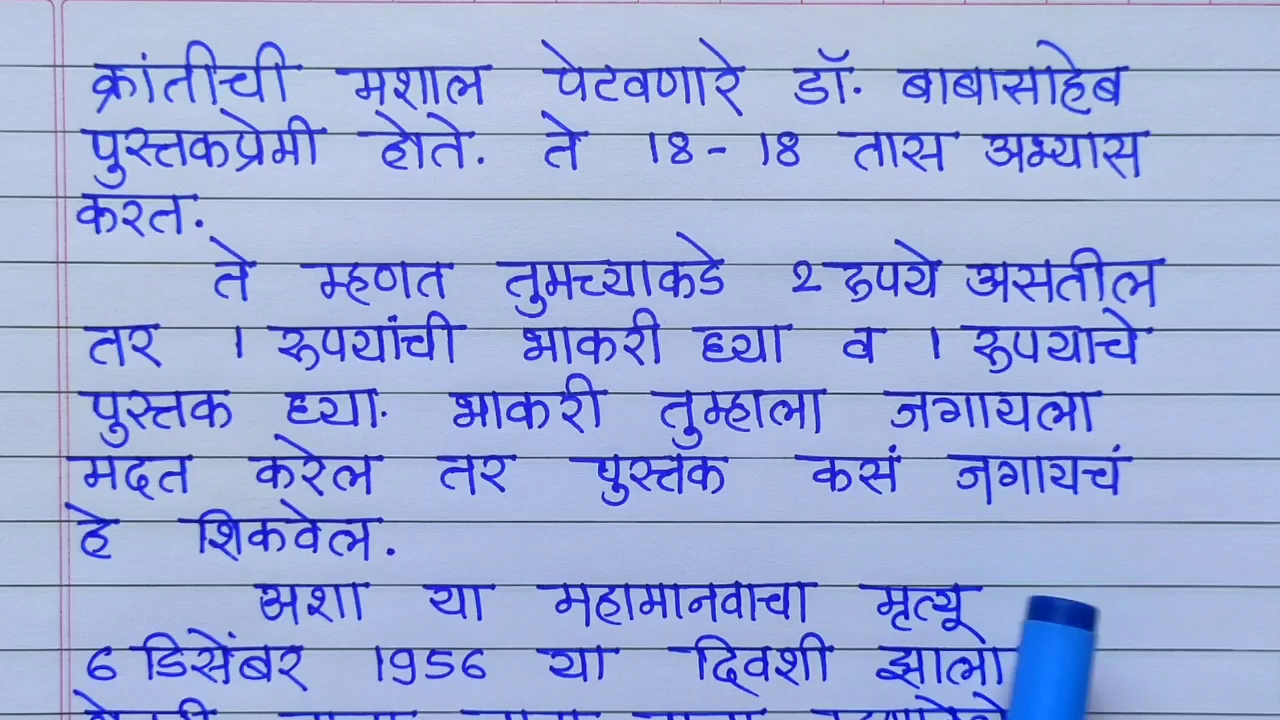 क्रांतीची मशाल पेटवणारे डॉ. बाबासाहेब
पुस्तकप्रेमी होते. ते 18-18 तास अभ्यास
करत.
ते म्हणत तुमच्याकडे 2 रुपये असतील
तर 1 रुपयांची भाकरी घ्या व 1 रुपयाचे
पुस्तक घ्या. भाकरी तुम्हाला जगायला
मदत करेल तर पुस्तक कसं जगायचं
हे शिकवेल.
अशा या महामानवाचा मृत्यू
6 डिसेंबर 1956 या दिवशी झाला